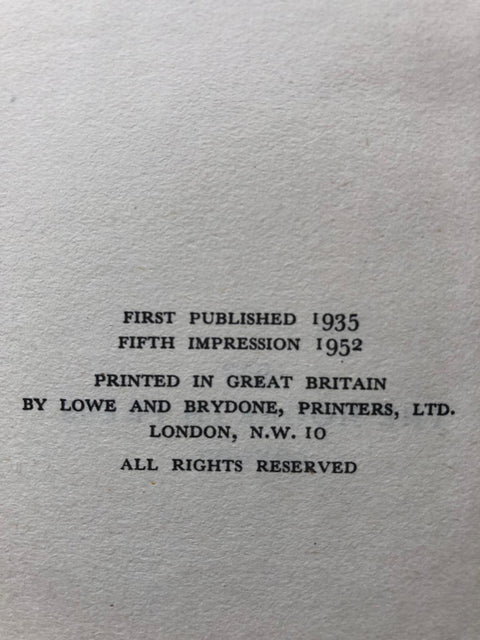 FIRST PUBLISHED 1935
FIFTH IMPRESSION 1952
PRINTED IN GREAT BRITAIN
BY LOWE AND BRYDONE, PRINTERS, LTD.
LONDON, N.W. 10
ALL RIGHTS RESERVED